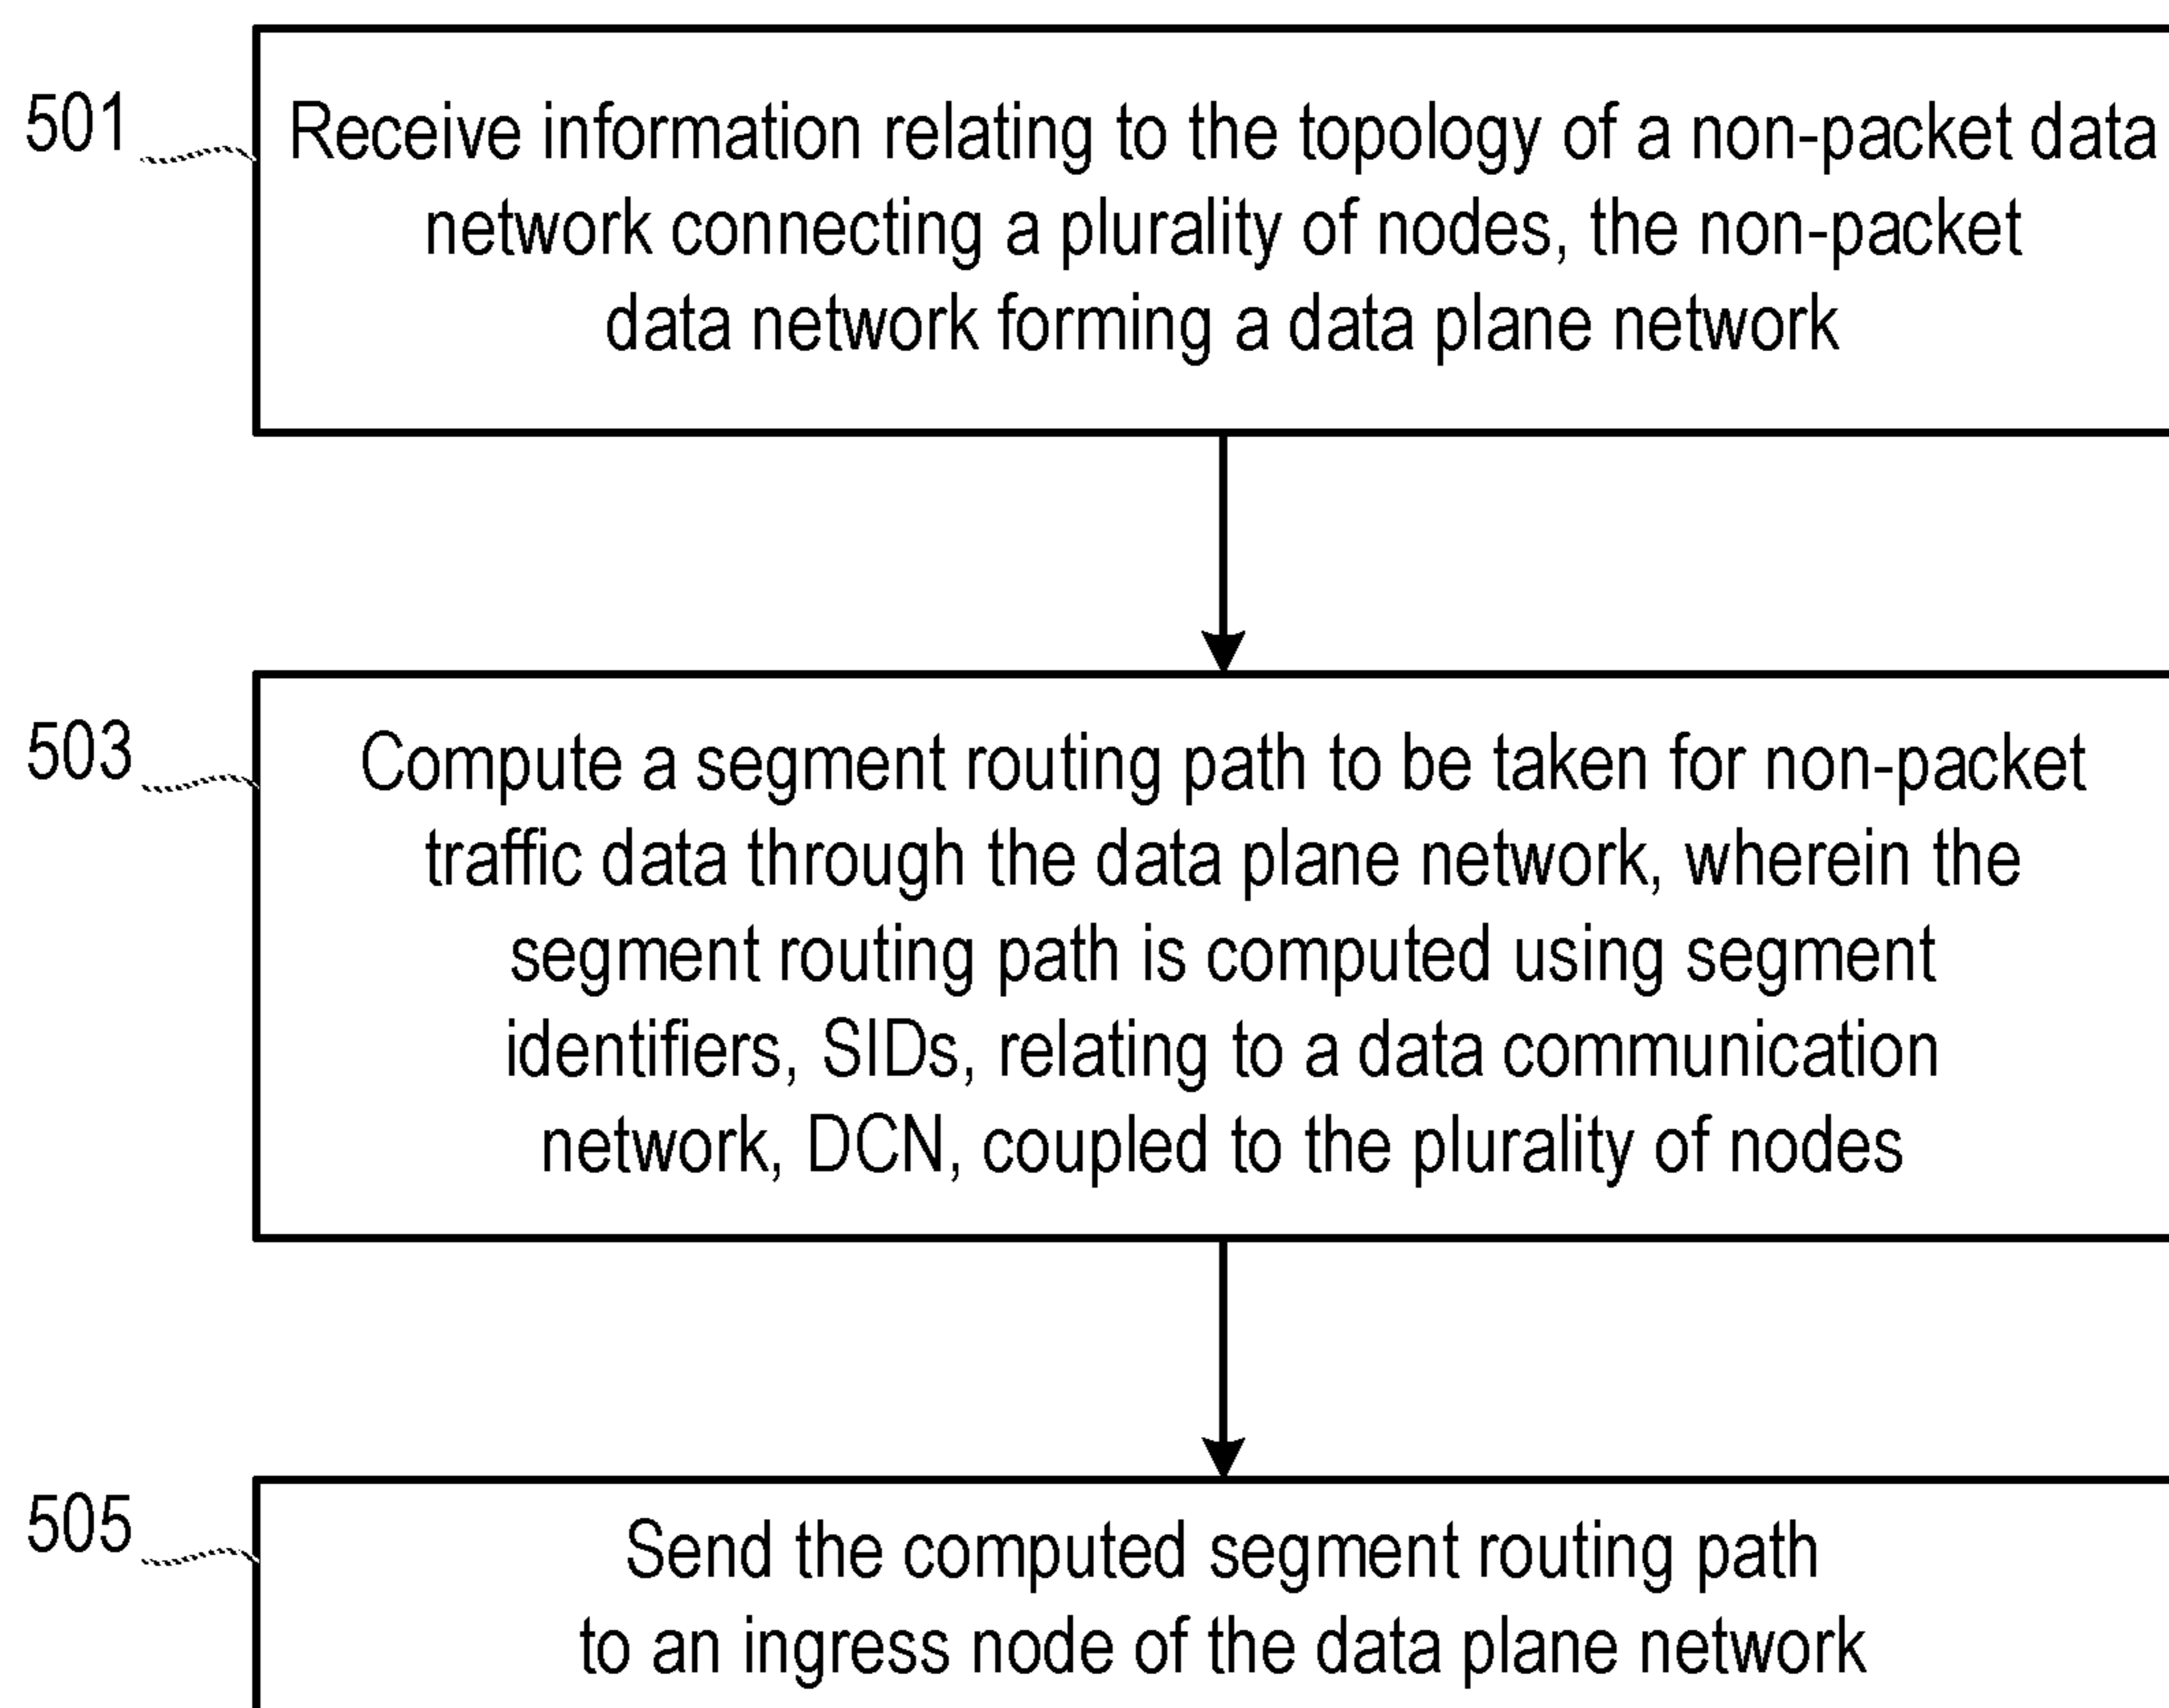 501
Receive information relating to the topology of a non-packet data
network connecting a plurality of nodes, the non-packet
data network forming a data plane network
503
Compute a segment routing path to be taken for non-packet
traffic data through the data plane network, wherein the
segment routing path is computed using segment
identifiers, SIDs, relating to a data communication
network, DCN, coupled to the plurality of nodes
505
Send the computed segment routing path
to an ingress node of the data plane network